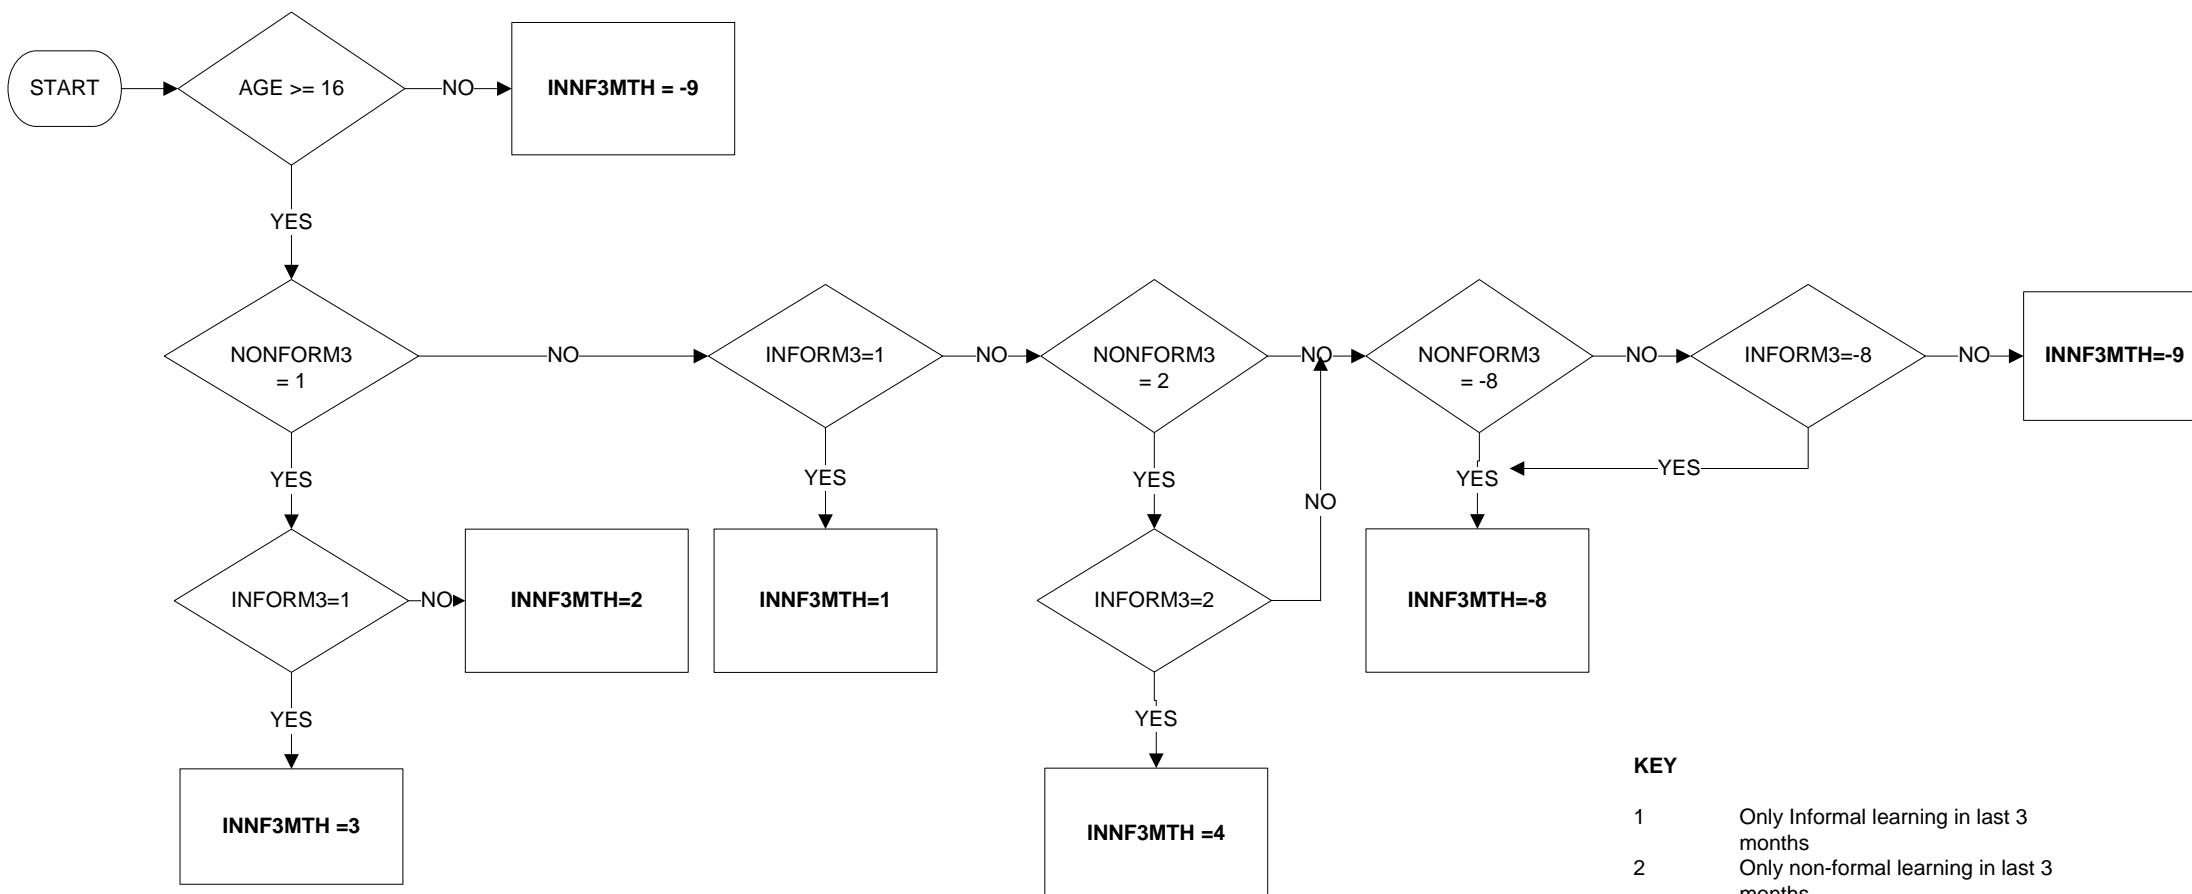 START
AGE >= 16
NO
INNF3MTH = -9
YES
NONFORM3
= 1
NO
INFORM3=1
NO
NONFORM3
= 2
NO
NONFORM3
= -8
NO
INFORM3=-8
NO
INNF3MTH=-9
YES
YES
YES
NO
YES
YES
INFORM3=1
NO
INNF3MTH=2
INNF3MTH=1
INFORM3=2
INNF3MTH=-8
YES
YES
INNF3MTH =3
INNF3MTH =4
KEY
1 Only Informal learning in last 3
months
2 Only non-formal learning in last 3
months